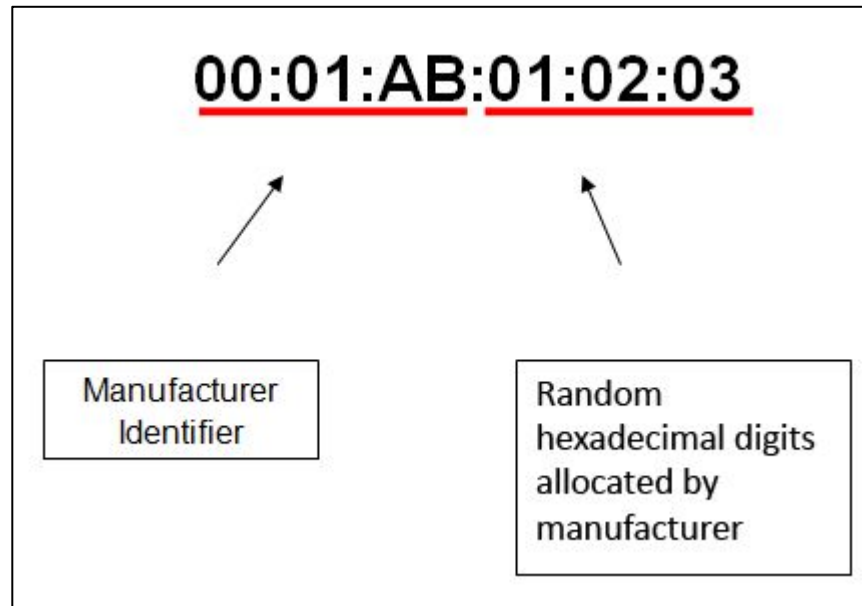 00:01:AB:01:02:03
Manufacturer
Identifier
Random
hexadecimal digits
allocated by
manufacturer